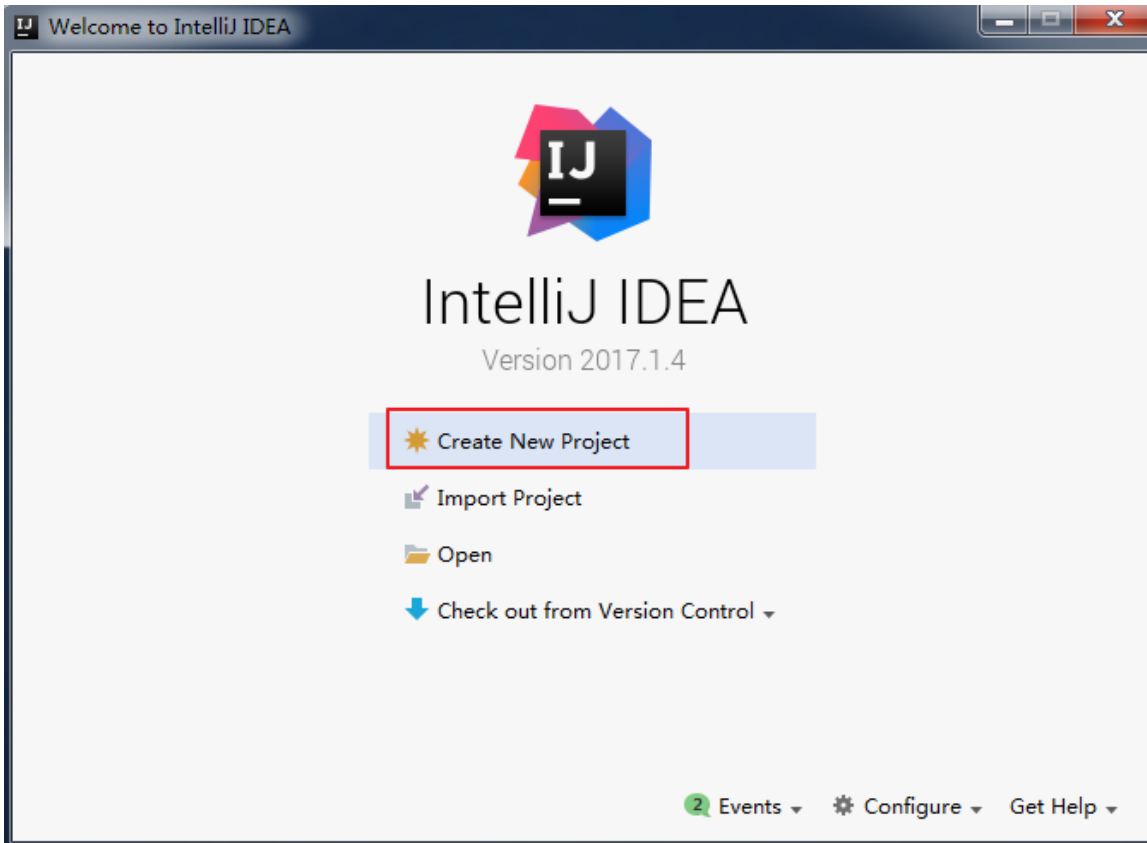 Welcome to IntelliJ IDEA
IJ
IntelliJ IDEA
Version 2017.1.4
Create New Project
Import Project
Open
Check out from Version Control
2 Events Configure Get Help